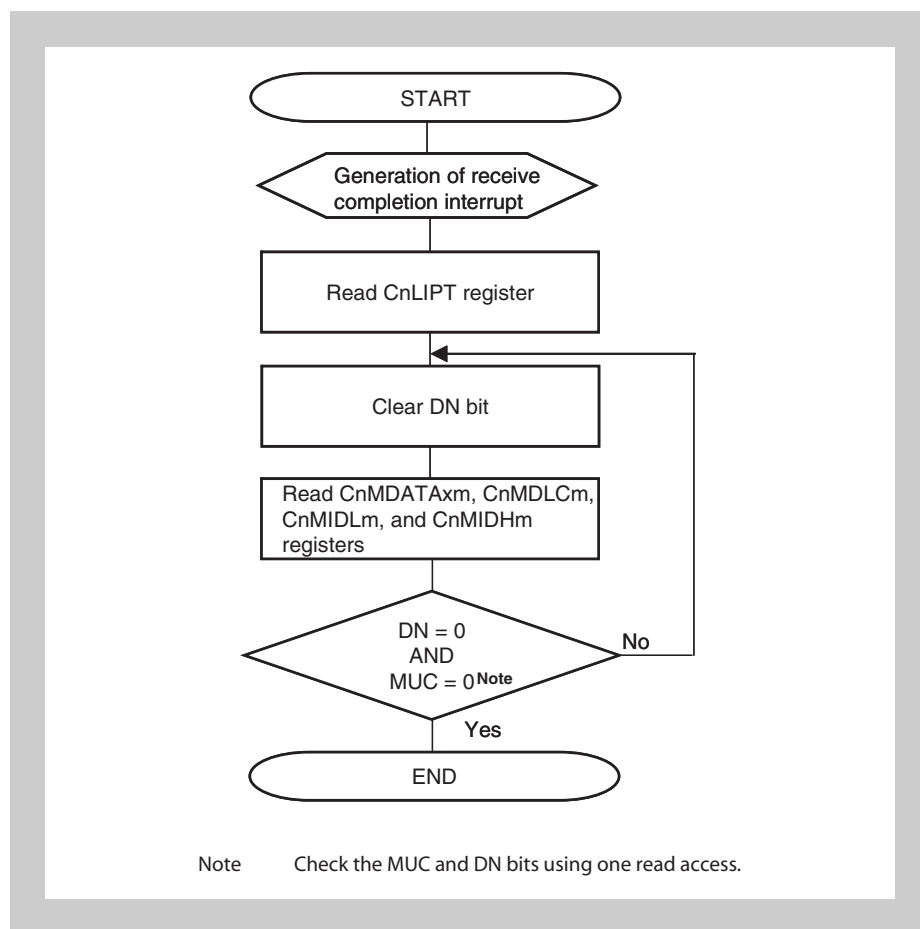 START
Generation of receive
completion interrupt
Read CnLIPT register
Clear DN bit
Read CnMDATAxm, CnMDLCm,
CnMIDLm, and CnMIDHm
registers
DN = 0
AND
MUC = 0Note
No
Yes
END
Note Check the MUC and DN bits using one read access.